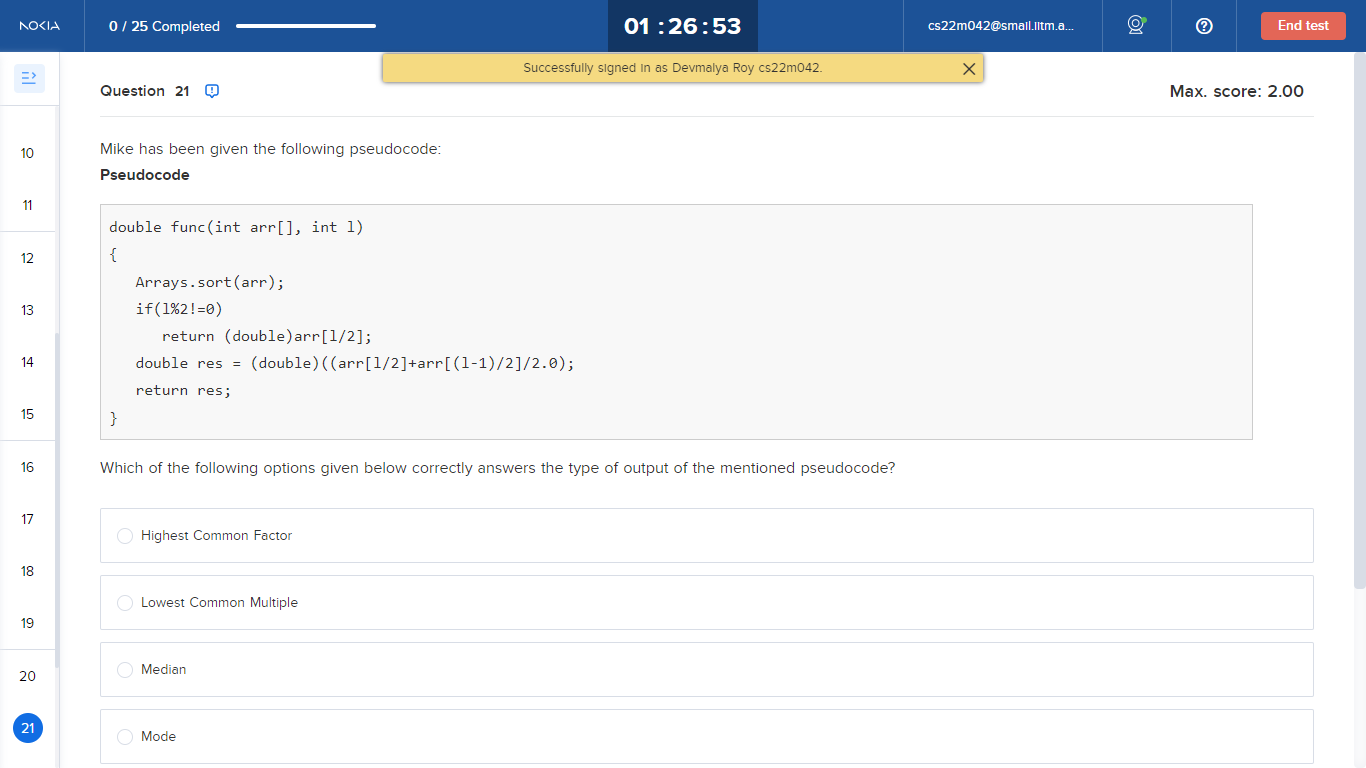 NOKIA
0 / 25 Completed
01 : 26 : 53
cs22m042@smail.iitm.a...
End test
Successfully signed in as Devmalya Roy cs22m042.
Question 21
Max. score: 2.00
Mike has been given the following pseudocode:
Pseudocode
double func(int arr[], int l)
{
Arrays.sort(arr);
if(l%2!=0)
return (double)arr[l/2];
double res = (double)((arr[l/2]+arr[(l-1)/2]/2.0);
return res;
}
Which of the following options given below correctly answers the type of output of the mentioned pseudocode?
Highest Common Factor
Lowest Common Multiple
Median
Mode
10
11
12
13
14
15
16
17
18
19
20
21